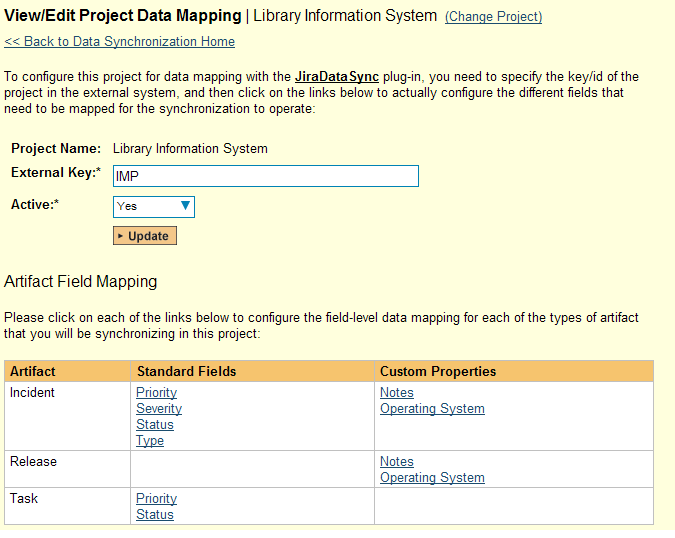 View/Edit Project Data Mapping | Library Information System (Change Project)
<< Back to Data Synchronization Home
To configure this project for data mapping with the JiraDataSync plug-in, you need to specify the key/id of the
project in the external system, and then click on the links below to actually configure the different fields that
need to be mapped for the synchronization to operate:
Project Name: Library Information System
External Key:* IMP
Active:* Yes
Update
Artifact Field Mapping
Please click on each of the links below to configure the field-level data mapping for each of the types of artifact
that you will be synchronizing in this project:
Artifact Standard Fields Custom Properties
Incident Priority Notes
Severity Operating System
Status
Type
Release Notes
Operating System
Task Priority
Status